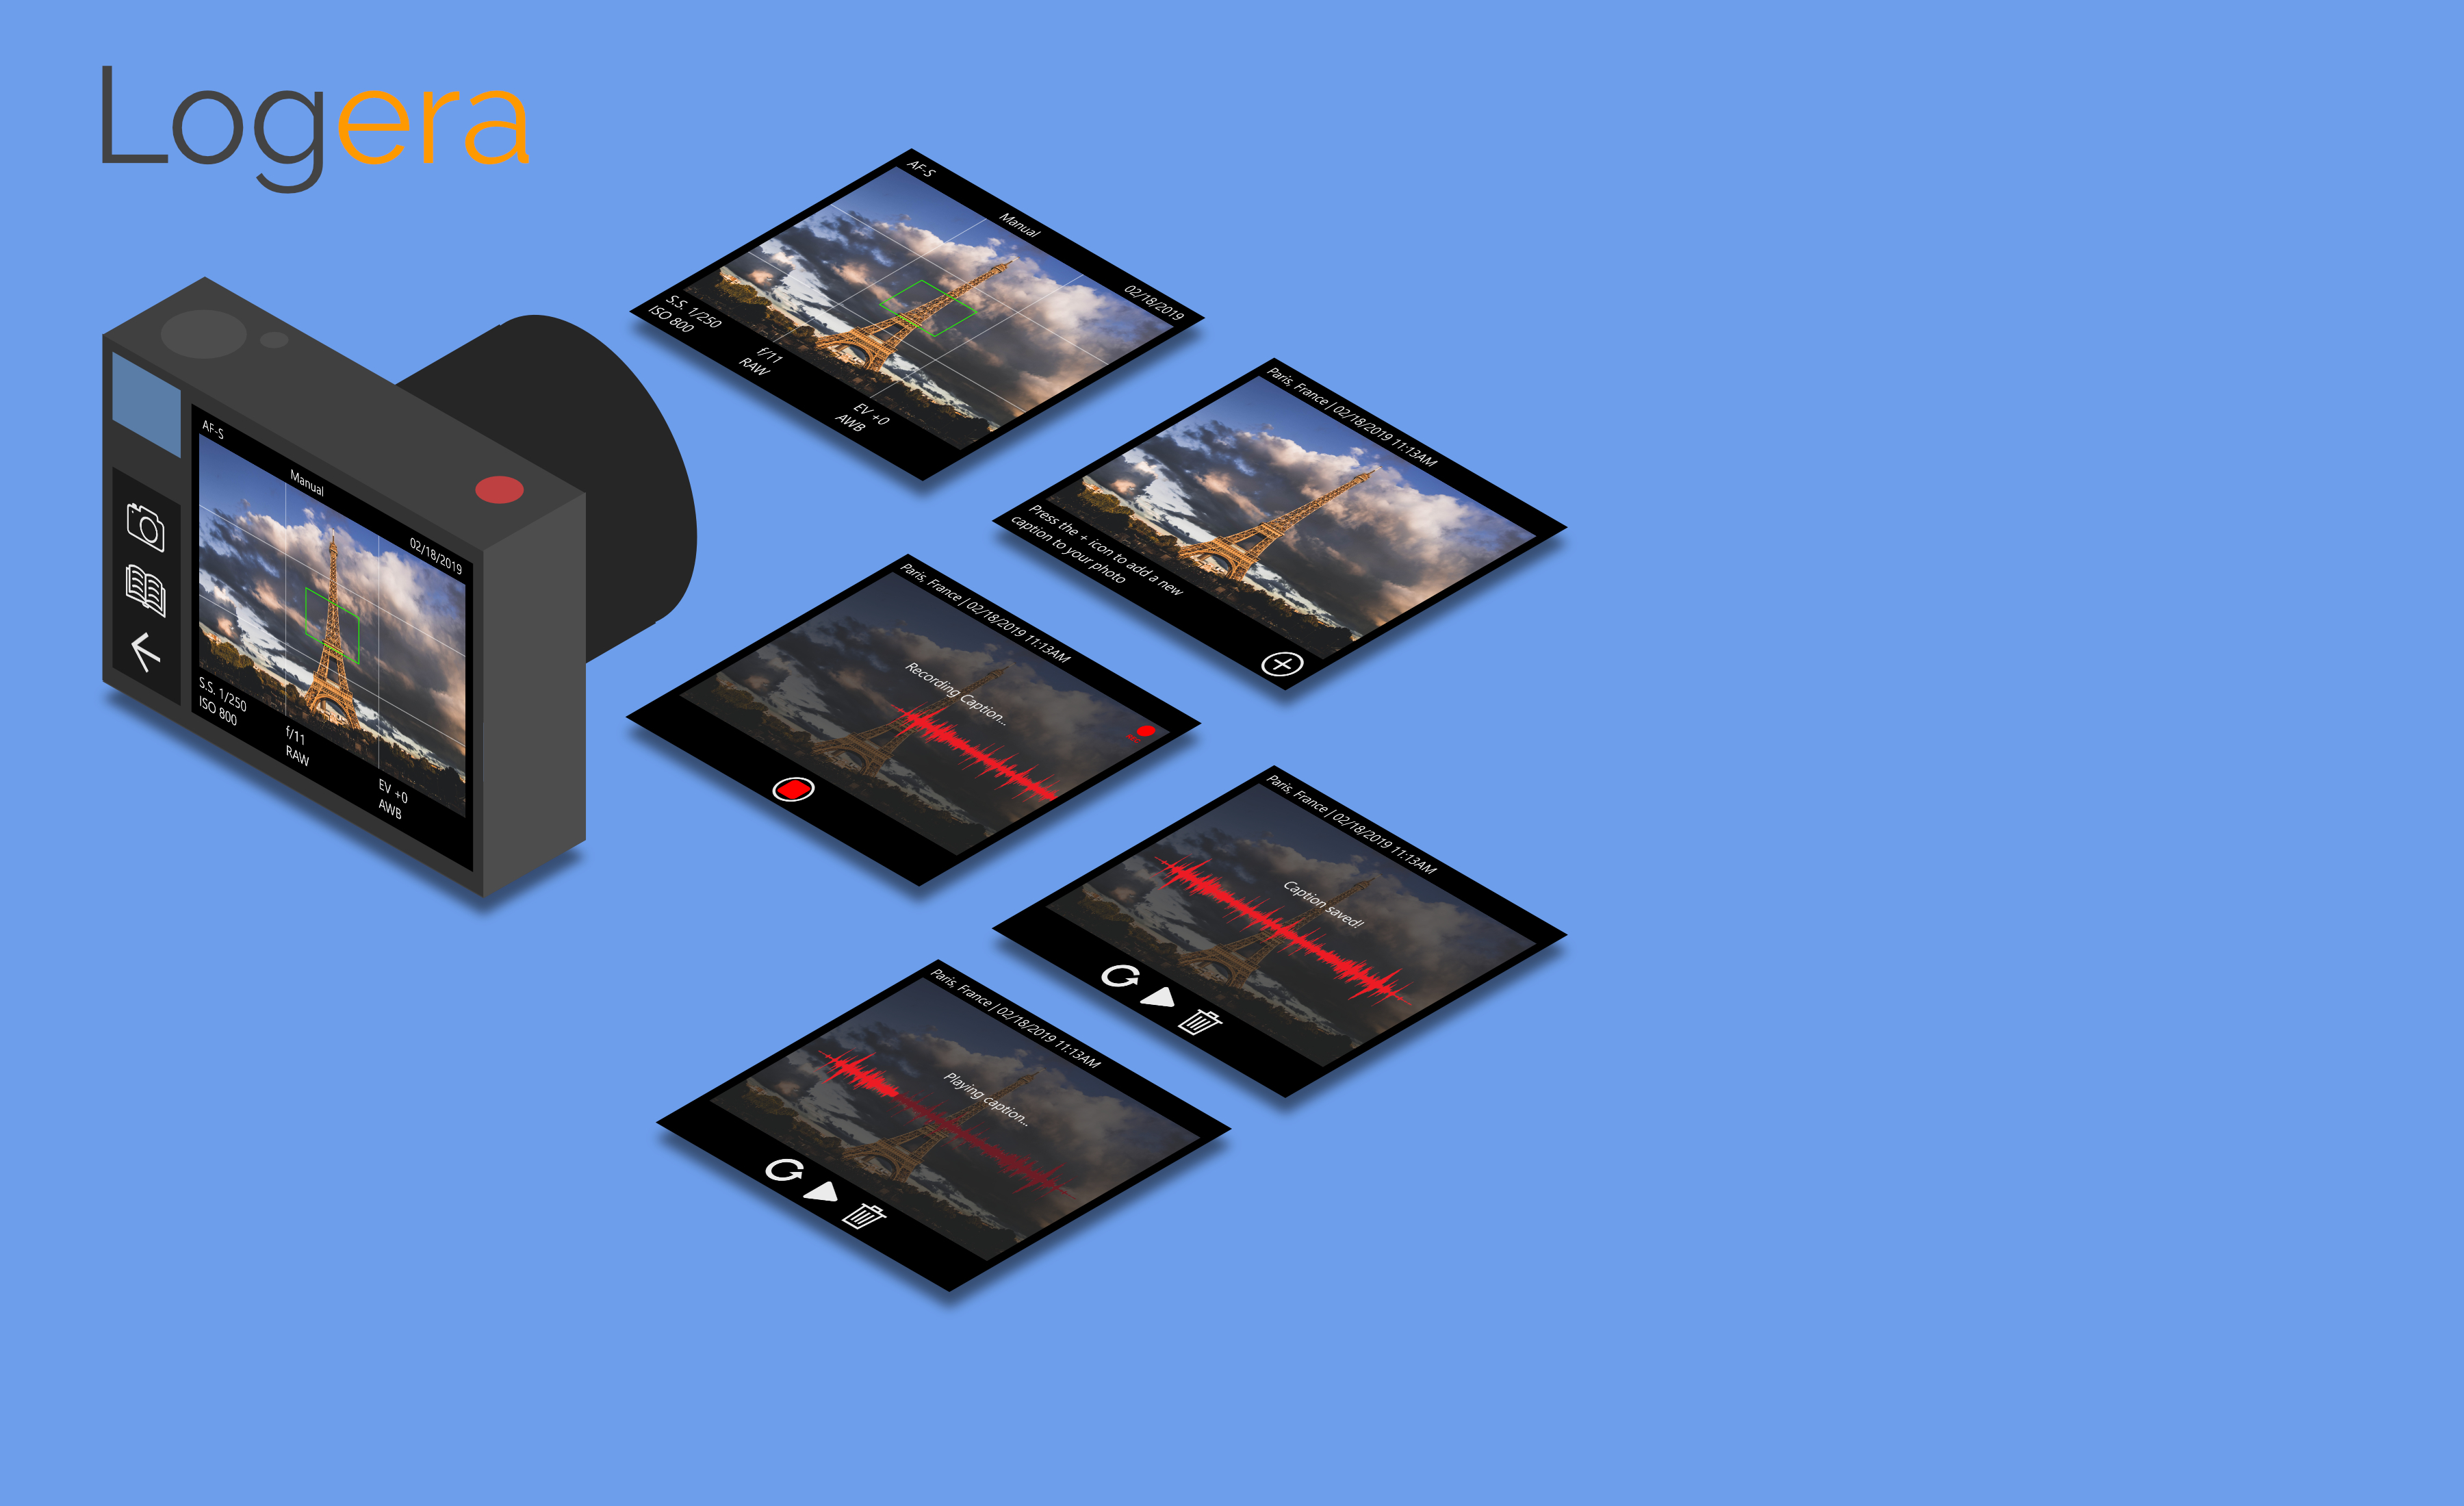 Logera
AF-S
Manual
02/18/2019
S.S. 1/250
ISO 800
f/11
RAW
EV +0
AWB
AF-S
Manual
02/18/2019
S.S. 1/250
ISO 800
f/11
RAW
EV +0
AWB
Paris, France | 02/18/2019 11:13AM
Press the + icon to add a new
caption to your photo
Paris, France | 02/18/2019 11:13AM
Recording Caption...
Paris, France | 02/18/2019 11:13AM
Caption saved!
Paris, France | 02/18/2019 11:13AM
Playing caption...